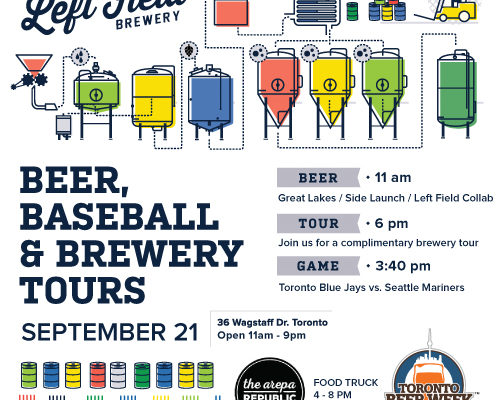 Left Field
BREWERY
BEER,
BASEBALL
& BREWERY
TOURS
SEPTEMBER 21
36 Wagstaff Dr. Toronto
Open 11am - 9pm
BEER • 11 am
Great Lakes / Side Launch / Left Field Collab
TOUR • 6 pm
Join us for a complimentary brewery tour
GAME • 3:40 pm
Toronto Blue Jays vs. Seattle Mariners
the arepa
REPUBLIC
FOOD TRUCK
4 - 8 PM
TORONTO
BEER WEEK
TM